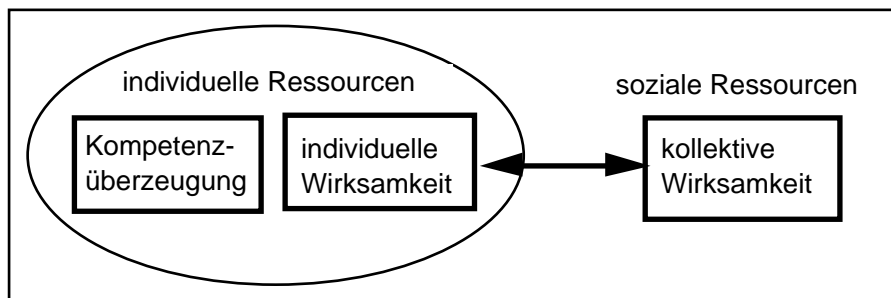 individuelle Ressourcen
soziale Ressourcen
Kompetenz-
überzeugung
individuelle
Wirksamkeit
kollektive
Wirksamkeit